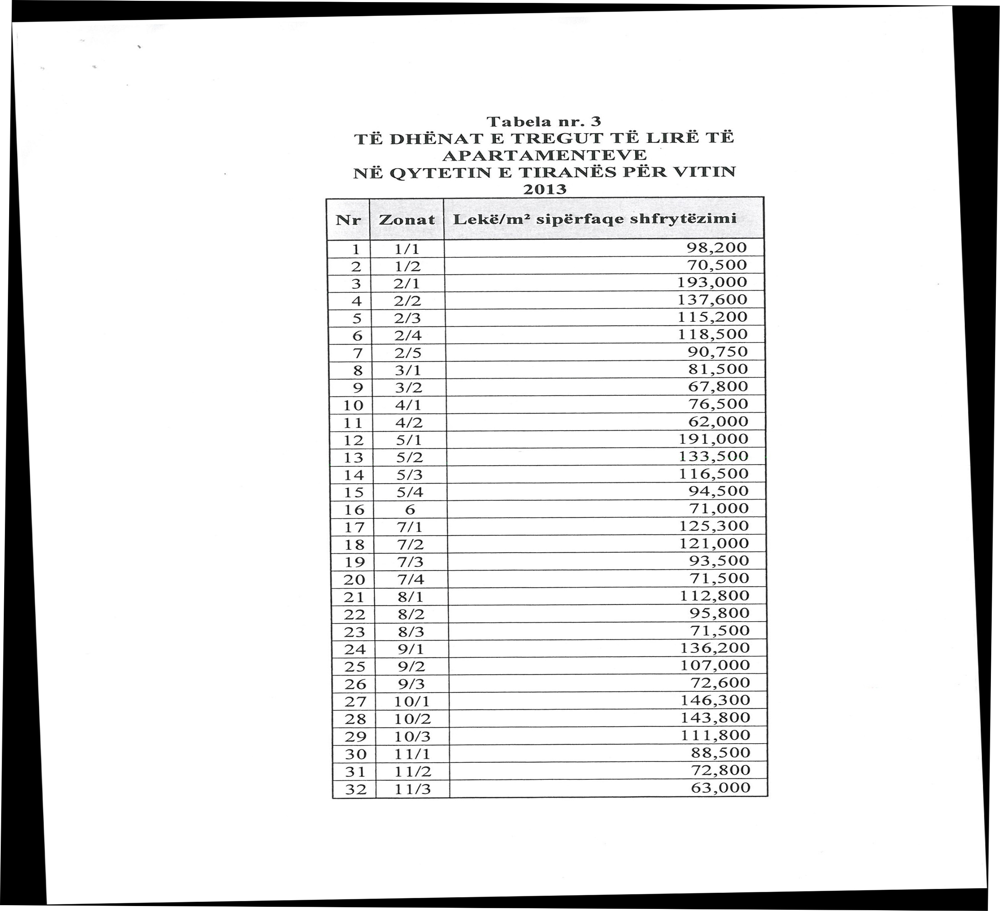 Tabela nr. 3
TË DHËNAT E TREGUT TË LIRË TË
APARTAMENTEVE
NË QYTETIN E TIRANËS PËR VITIN
2013
Nr Zonat Lekë/m² sipërfaqe shfrytëzimi
1 1/1 98,200
2 1/2 70,500
3 2/1 193,000
4 2/2 137,600
5 2/3 115,200
6 2/4 118,500
7 2/5 90,750
8 3/1 81,500
9 3/2 67,800
10 4/1 76,500
11 4/2 62,000
12 5/1 191,000
13 5/2 133,500
14 5/3 116,500
15 5/4 94,500
16 6 71,000
17 7/1 125,300
18 7/2 121,000
19 7/3 93,500
20 7/4 71,500
21 8/1 112,800
22 8/2 95,800
23 8/3 71,500
24 9/1 136,200
25 9/2 107,000
26 9/3 72,600
27 10/1 146,300
28 10/2 143,800
29 10/3 111,800
30 11/1 88,500
31 11/2 72,800
32 11/3 63,000